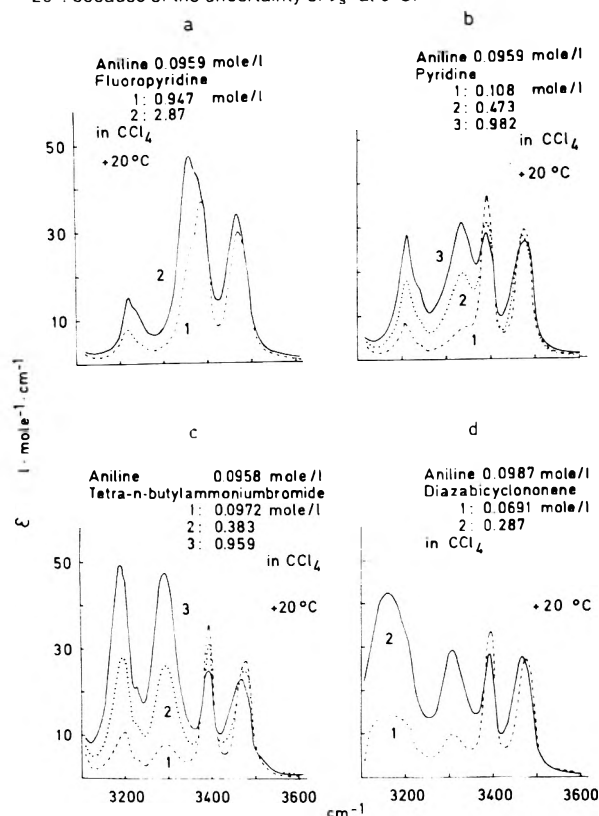 a
Aniline 0.0959 mole/l
Fluoropyridine
1: 0.947 mole/l
2: 2.87
in CCl4
+20°C
50
30
10
2
1
b
Aniline 0.0959 mole/l
Pyridine
1: 0.108 mole/l
2: 0.473
3: 0.982
in CCl4
+20°C
3
2
1
ε l·mole-1·cm-1
c
Aniline 0.0958 mole/l
Tetra-n-butylammoniumbromide
1: 0.0972 mole/l
2: 0.383
3: 0.959
in CCl4
+20°C
50
30
10
3
2
1
3200 3400 3600
d
Aniline 0.0987 mole/l
Diazabicyclononene
1: 0.0691 mole/l
2: 0.287
in CCl4
+20 °C
2
1
3200 3400 3600
cm-1